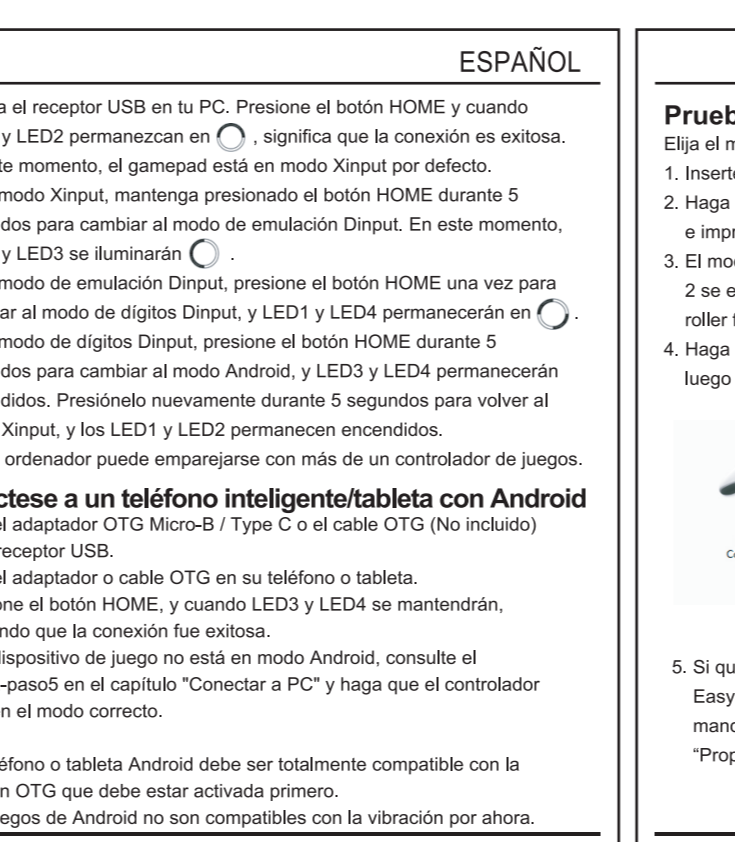 ESPAÑOL
a el receptor USB en tu PC. Presione el botón HOME y cuando
y LED2 permanezcan en , significa que la conexión es exitosa.
te momento, el gamepad está en modo Xinput por defecto.
modo Xinput, mantenga presionado el botón HOME durante 5
dos para cambiar al modo de emulación Dinput. En este momento,
y LED3 se iluminarán .
modo de emulación Dinput, presione el botón HOME una vez para
ar al modo de dígitos Dinput, y LED1 y LED4 permanecerán en .
modo de dígitos Dinput, presione el botón HOME durante 5
dos para cambiar al modo Android, y LED3 y LED4 permanecerán
didos. Presiónelo nuevamente durante 5 segundos para volver al
Xinput, y los LED1 y LED2 permanecen encendidos.
ordenador puede emparejarse con más de un controlador de juegos.
ctese a un teléfono inteligente/tableta con Android
el adaptador OTG Micro-B / Type C o el cable OTG (No incluido)
receptor USB.
el adaptador o cable OTG en su teléfono o tableta.
one el botón HOME, y cuando LED3 y LED4 se mantendrán,
ndo que la conexión fue exitosa.
dispositivo de juego no está en modo Android, consulte el
-paso5 en el capítulo "Conectar a PC" y haga que el controlador
en el modo correcto.
éfono o tableta Android debe ser totalmente compatible con la
n OTG que debe estar activada primero.
egos de Android no son compatibles con la vibración por ahora.
Prueb
Elija el m
1. Inserte
2. Haga
e impr
3. El mod
2 se e
roller f
4. Haga
luego
5. Si qu
Easy
mand
“Prop